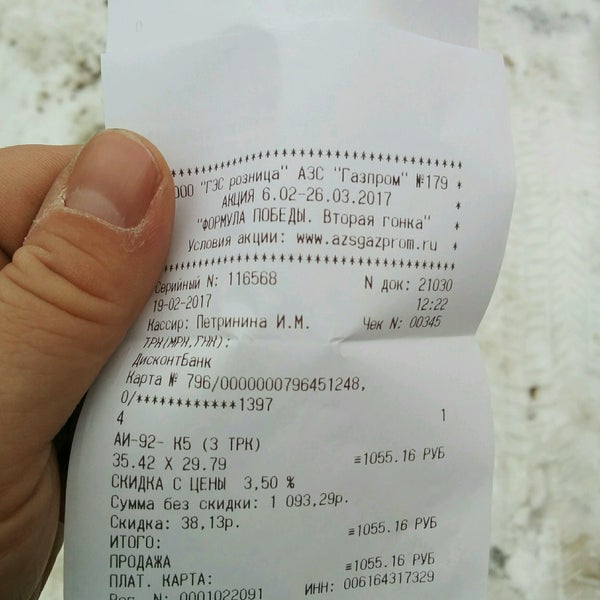 *****************************************
ООО "ГЭС розница" АЗС "Газпром" №179 *
АКЦИЯ 6.02-26.03.2017 *
"ФОРМУЛА ПОБЕДЫ. Вторая гонка" *
Условия акции: www.azsgazprom.ru *
*****************************************
Серийный N: 116568 N док: 21030
19-02-2017 12:22
Кассир: Петринина И.М. Чек N: 00345
ТРН(МРН,ГНН):
ДисконтБанк
Карта № 796/0000000796451248,
0/************1397
4 1
АИ-92- К5 (3 ТРК)
35.42 X 29.79 ≡1055.16 РУБ
СКИДКА С ЦЕНЫ 3,50 %
Сумма без скидки: 1 093,29р.
Скидка: 38,13р.
ИТОГО: ≡1055.16 РУБ
ПРОДАЖА
ПЛАТ. КАРТА: ≡1055.16 РУБ
Рег. N: 0001022091 ИНН: 006164317329